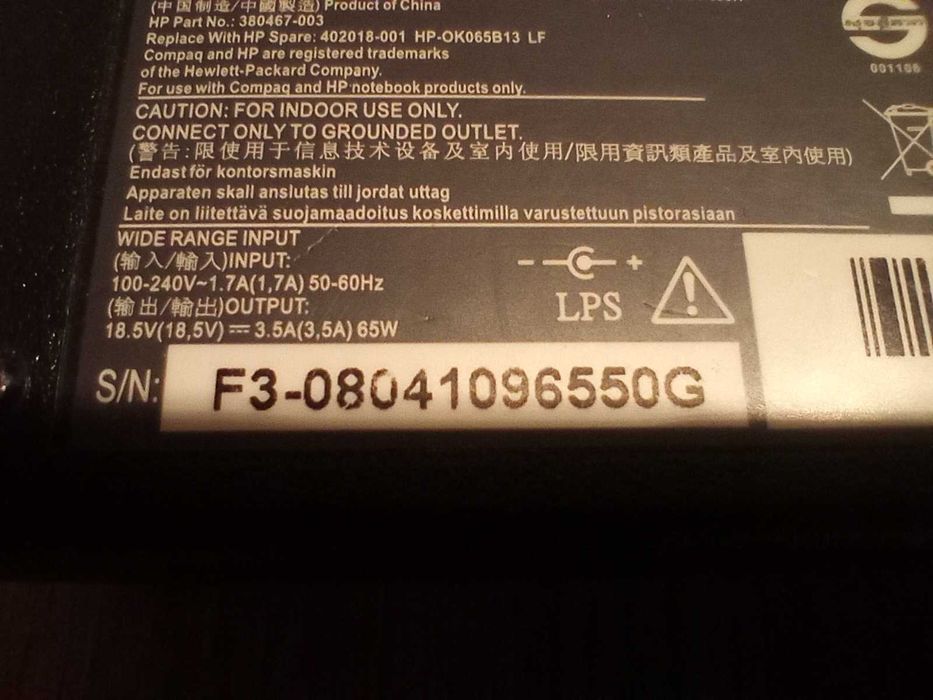 (中国制造/中國製造) Product of China
HP Part No.: 380467-003
Replace With HP Spare: 402018-001 HP-OK065B13 LF
Compaq and HP are registered trademarks
of the Hewlett-Packard Company.
For use with Compaq and HP notebook products only.
001106
CAUTION: FOR INDOOR USE ONLY.
CONNECT ONLY TO GROUNDED OUTLET.
(警告:限使用于信息技术设备及室内使用/限用資訊類產品及室內使用)
Endast för kontorsmaskin
Apparaten skall anslutas till jordat uttag
Laite on liitettävä suojamaadoitus koskettimilla varustettuun pistorasiaan
WIDE RANGE INPUT
(输入/輸入)INPUT:
100-240V~1.7A(1,7A) 50-60Hz
(输出/輸出)OUTPUT:
18.5V(18,5V) ⎓ 3.5A(3,5A) 65W
- +
LPS
S/N: F3-08041096550G